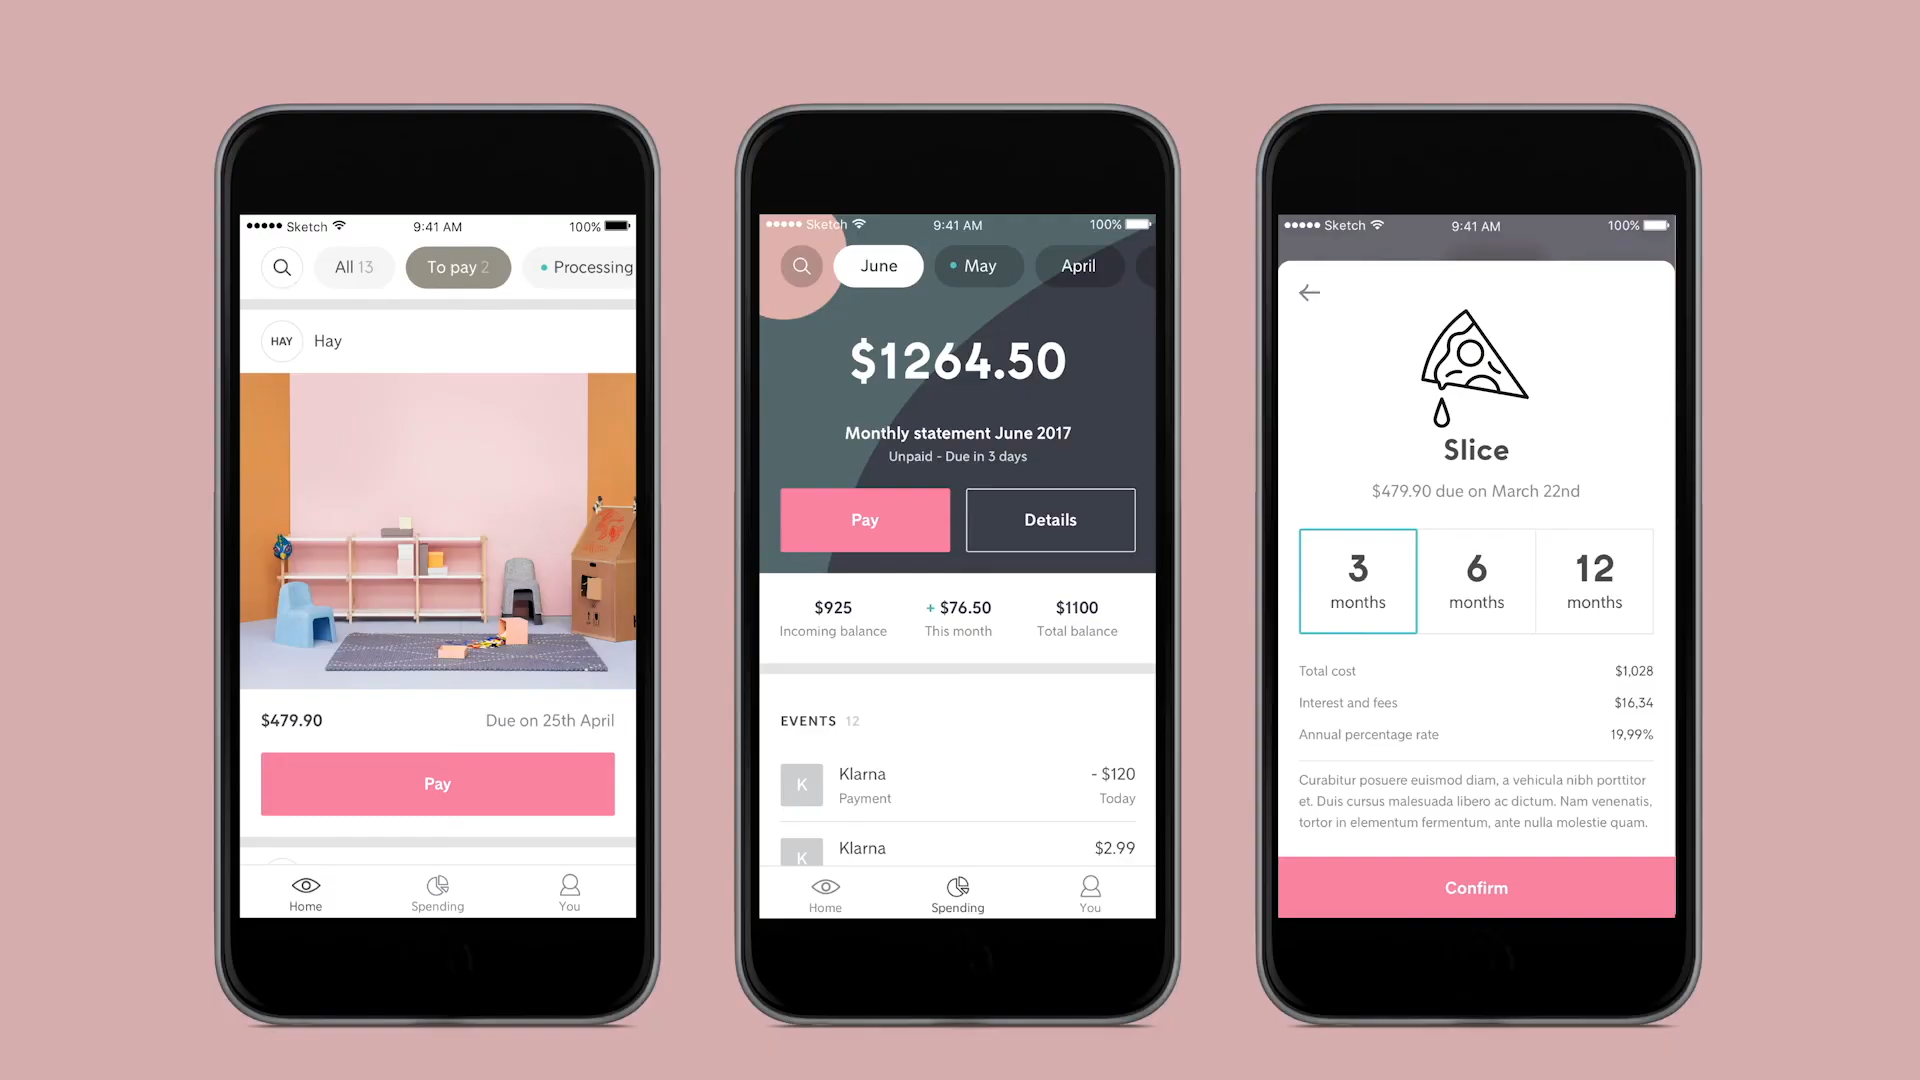 Sketch 9:41 AM 100%
All 13 To pay 2 Processing
HAY Hay
$479.90 Due on 25th April
Pay
Home Spending You
Sketch 9:41 AM 100%
June May April
$1264.50
Monthly statement June 2017
Unpaid - Due in 3 days
Pay Details
$925 + $76.50 $1100
Incoming balance This month Total balance
EVENTS 12
K Klarna - $120
Payment Today
K Klarna $2.99
Home Spending You
Sketch 9:41 AM 100%
Slice
$479.90 due on March 22nd
3 6 12
months months months
Total cost $1,028
Interest and fees $16,34
Annual percentage rate 19,99%
Curabitur posuere euismod diam, a vehicula nibh porttitor
et. Duis cursus malesuada libero ac dictum. Nam venenatis,
tortor in elementum fermentum, ante nulla molestie quam.
Confirm